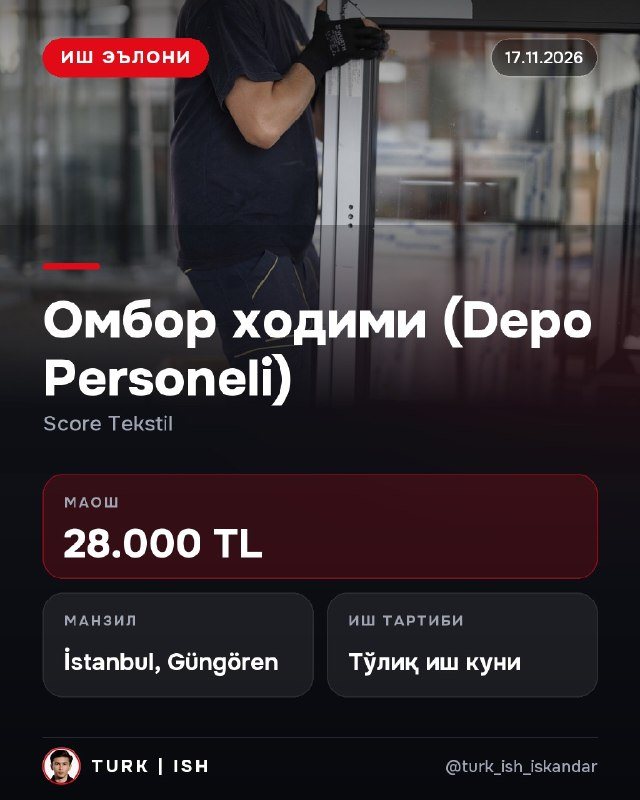 ИШ ЭЪЛОНИ
17.11.2026
Омбор ходими (Depo
Personeli)
Score Tekstil
МАОШ
28.000 TL
МАНЗИЛ
İstanbul, Güngören
ИШ ТАРТИБИ
Тўлиқ иш куни
TURK | ISH
@turk_ish_iskandar